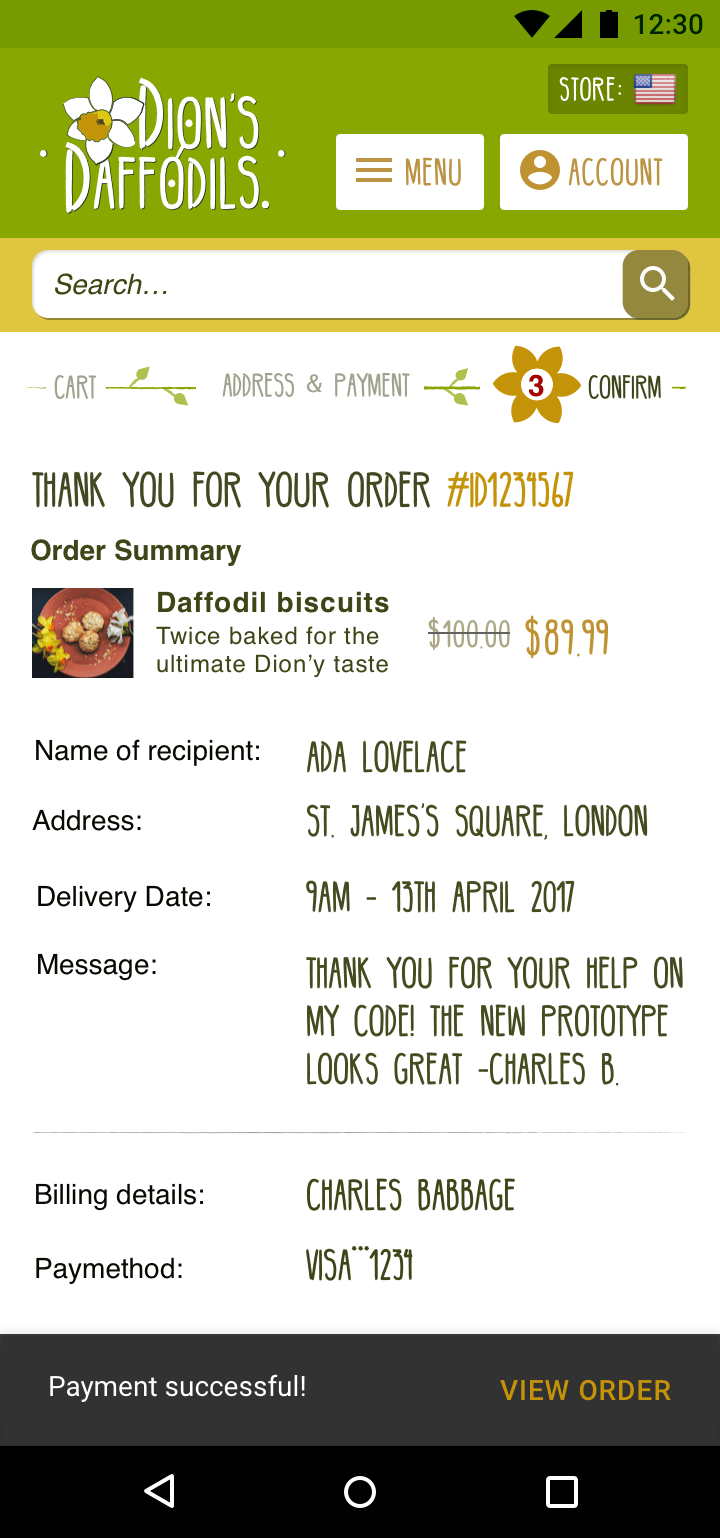 12:30
STORE:
DION'S
DAFFODILS.
MENU
ACCOUNT
Search...
CART
ADDRESS & PAYMENT
3
CONFIRM
THANK YOU FOR YOUR ORDER #ID1234567
Order Summary
Daffodil biscuits
Twice baked for the
ultimate Dion'y taste
$100.00 $89.99
Name of recipient: ADA LOVELACE
Address: ST. JAMES'S SQUARE, LONDON
Delivery Date: 9AM - 13TH APRIL 2017
Message: THANK YOU FOR YOUR HELP ON
MY CODE! THE NEW PROTOTYPE
LOOKS GREAT -CHARLES B.
Billing details: CHARLES BABBAGE
Paymethod: VISA***1234
Payment successful!
VIEW ORDER